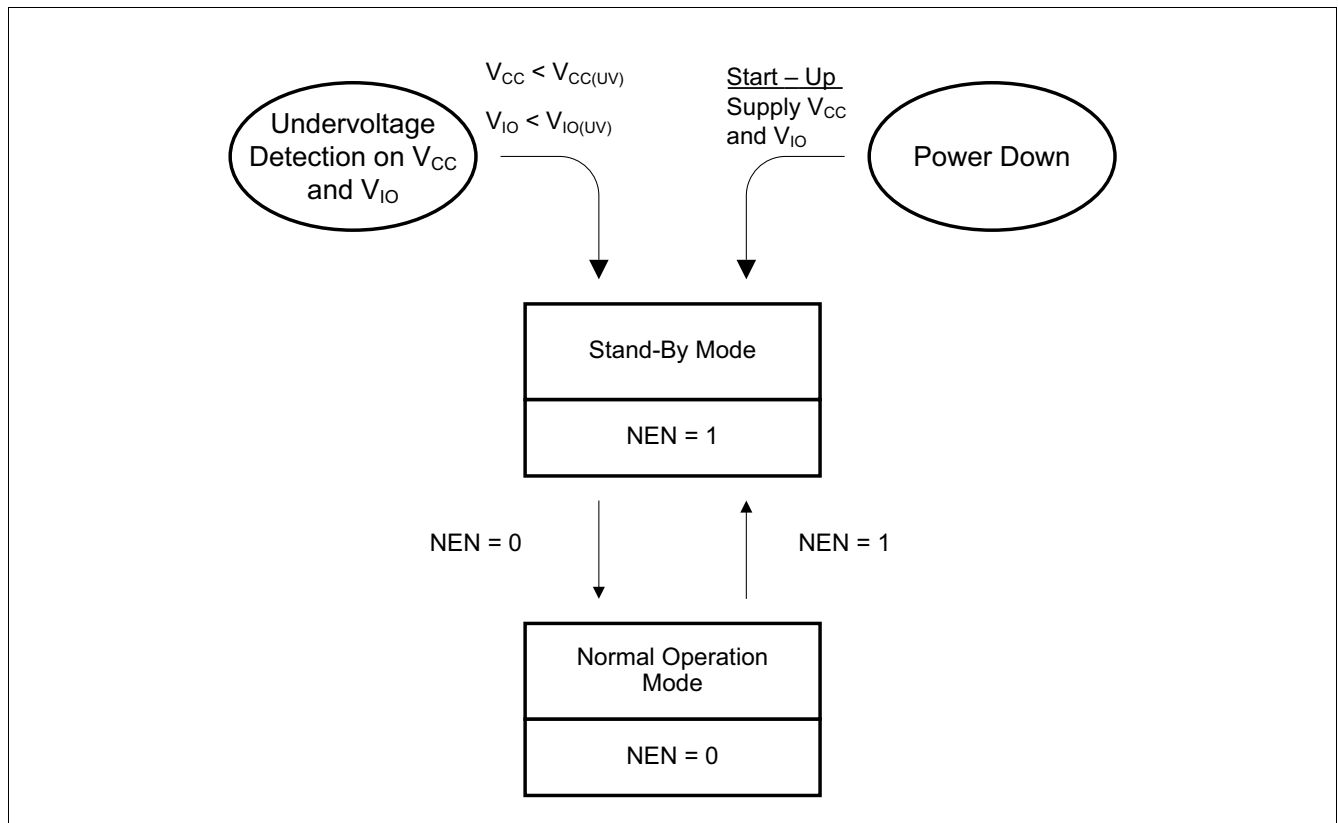 V_CC < V_CC(UV)
V_IO < V_IO(UV)
Undervoltage
Detection on V_CC
and V_IO
Start – Up
Supply V_CC
and V_IO
Power Down
Stand-By Mode
NEN = 1
NEN = 0
NEN = 1
Normal Operation
Mode
NEN = 0